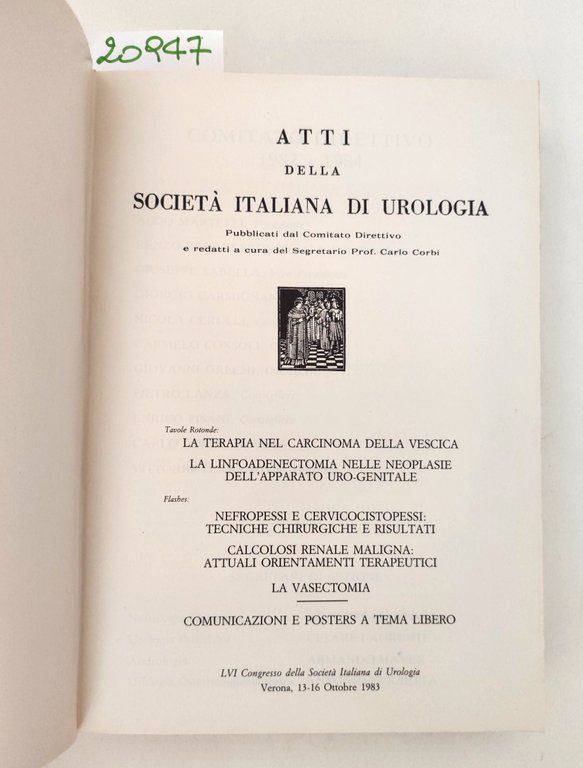 20947
ATTI
DELLA
SOCIETÀ ITALIANA DI UROLOGIA
Pubblicati dal Comitato Direttivo
e redatti a cura del Segretario Prof. Carlo Corbi
Tavole Rotonde:
LA TERAPIA NEL CARCINOMA DELLA VESCICA
LA LINFOADENECTOMIA NELLE NEOPLASIE
DELL'APPARATO URO-GENITALE
Flashes:
NEFROPESSI E CERVICOCISTOPESSI:
TECNICHE CHIRURGICHE E RISULTATI
CALCOLOSI RENALE MALIGNA:
ATTUALI ORIENTAMENTI TERAPEUTICI
LA VASECTOMIA
COMUNICAZIONI E POSTERS A TEMA LIBERO
LVI Congresso della Società Italiana di Urologia
Verona, 13-16 Ottobre 1983